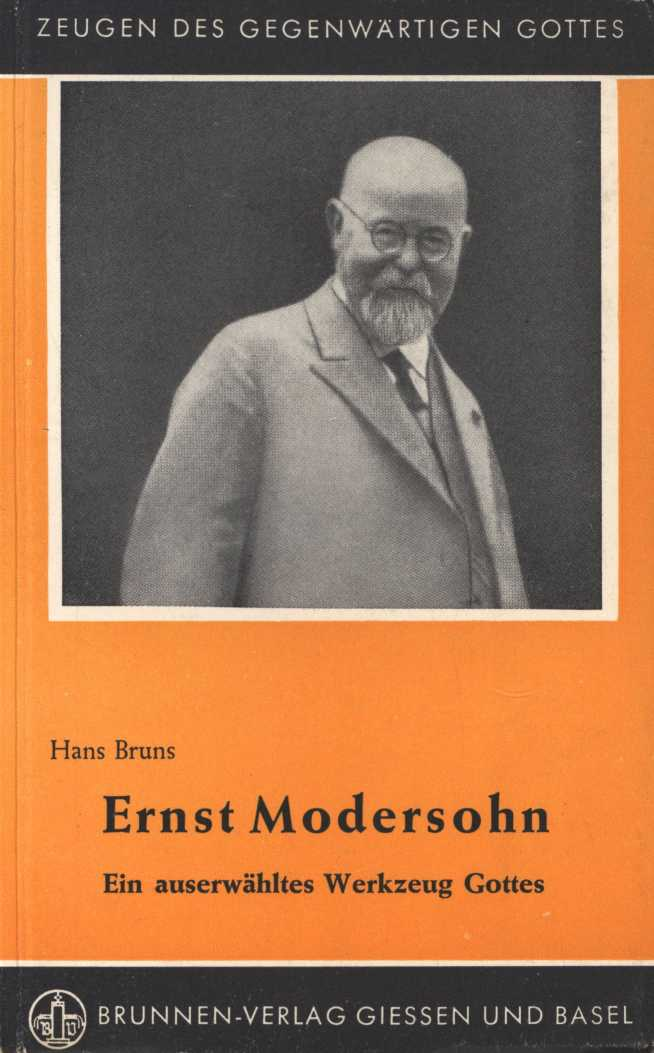 ZEUGEN DES GEGENWÄRTIGEN GOTTES
Hans Bruns
Ernst Modersohn
Ein auserwähltes Werkzeug Gottes
BRUNNEN-VERLAG GIESSEN UND BASEL